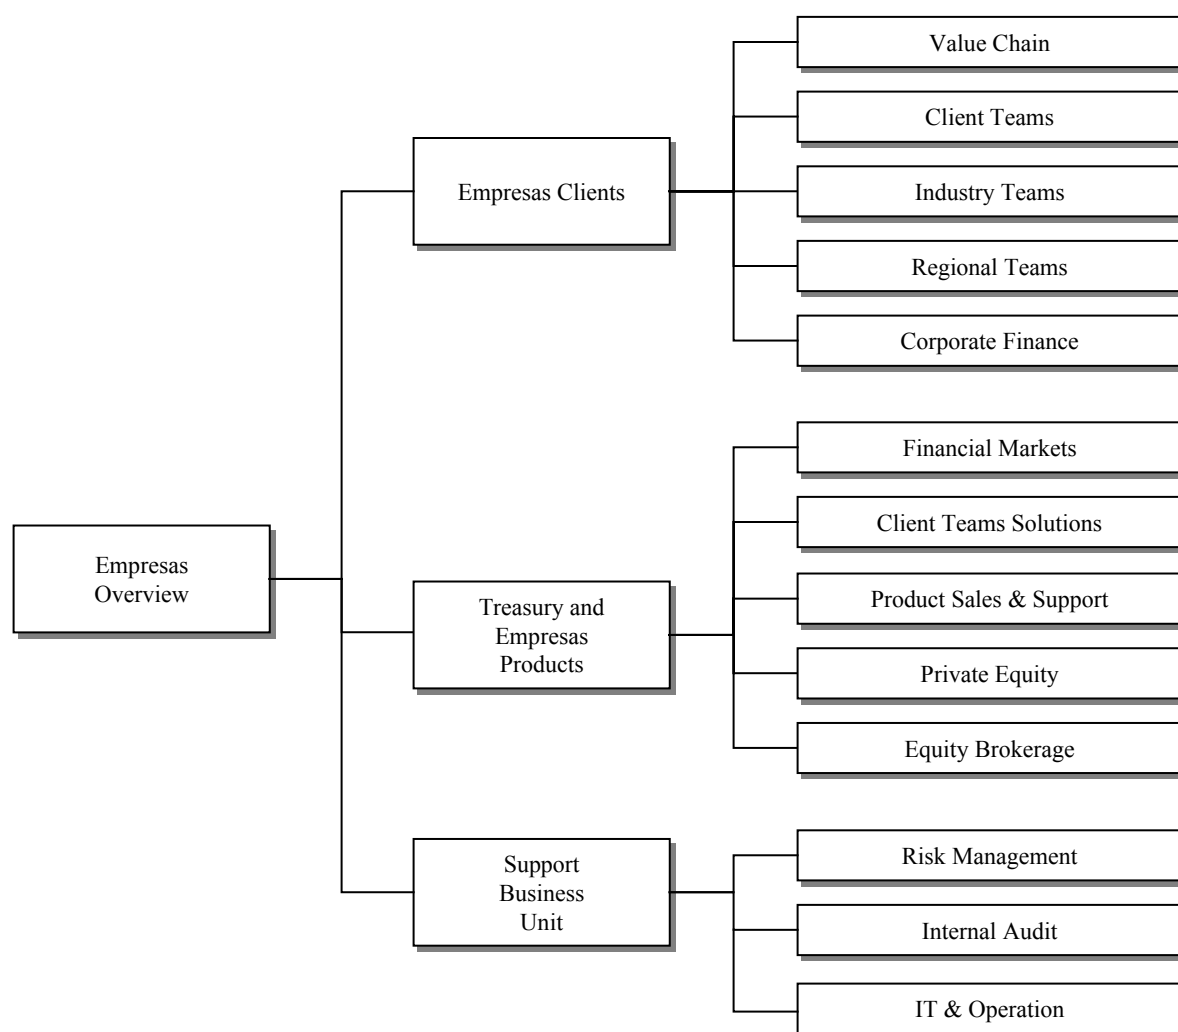 Value Chain
Client Teams
Empresas Clients
Industry Teams
Regional Teams
Corporate Finance
Financial Markets
Client Teams Solutions
Empresas
Overview
Treasury and
Empresas
Products
Product Sales & Support
Private Equity
Equity Brokerage
Support
Business
Unit
Risk Management
Internal Audit
IT & Operation